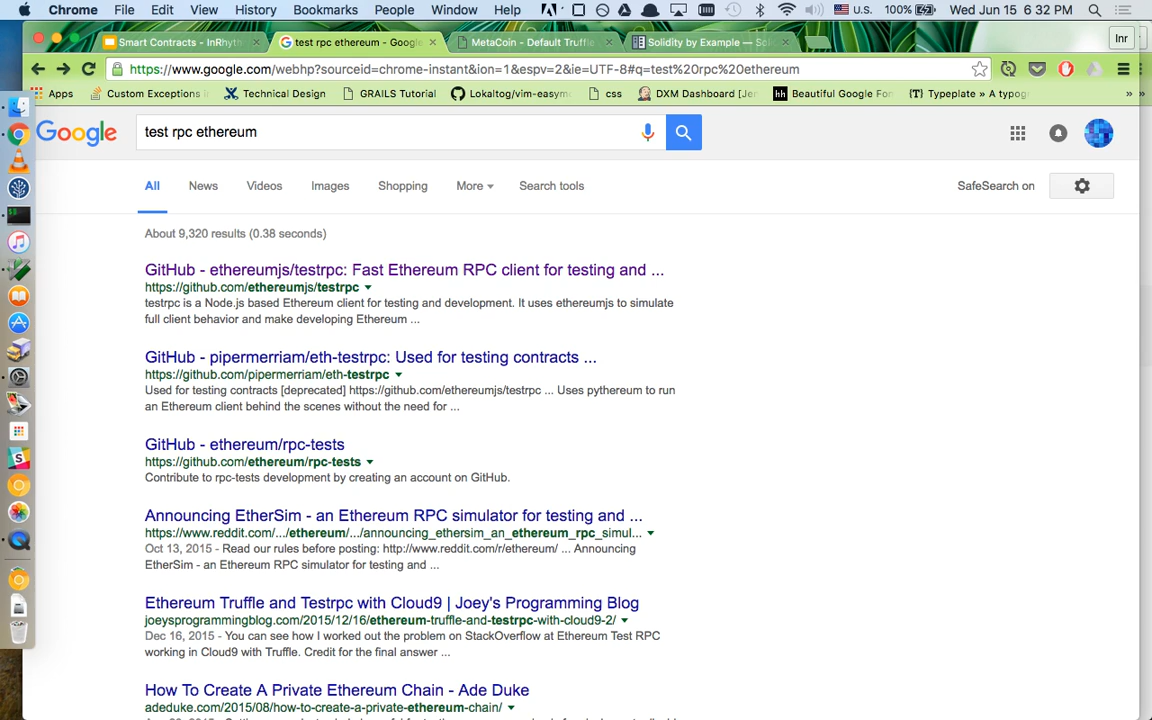 Chrome File Edit View History Bookmarks People Window Help U.S. 100% Wed Jun 15 6:32 PM
Smart Contracts - InRhyth
test rpc ethereum - Google
MetaCoin - Default Truffle
Solidity by Example — Soli
Inr
https://www.google.com/webhp?sourceid=chrome-instant&ion=1&espv=2&ie=UTF-8#q=test%20rpc%20ethereum
Apps Custom Exceptions Technical Design GRAILS Tutorial Lokaltog/vim-easym css DXM Dashboard [Jen hh Beautiful Google Fon {T} Typeplate » A typog » »
Google test rpc ethereum
All News Videos Images Shopping More Search tools SafeSearch on
About 9,320 results (0.38 seconds)
GitHub - ethereumjs/testrpc: Fast Ethereum RPC client for testing and ...
https://github.com/ethereumjs/testrpc
testrpc is a Node.js based Ethereum client for testing and development. It uses ethereumjs to simulate
full client behavior and make developing Ethereum ...
GitHub - pipermerriam/eth-testrpc: Used for testing contracts ...
https://github.com/pipermerriam/eth-testrpc
Used for testing contracts [deprecated] https://github.com/ethereumjs/testrpc ... Uses pythereum to run
an Ethereum client behind the scenes without the need for ...
GitHub - ethereum/rpc-tests
https://github.com/ethereum/rpc-tests
Contribute to rpc-tests development by creating an account on GitHub.
Announcing EtherSim - an Ethereum RPC simulator for testing and ...
https://www.reddit.com/.../ethereum/.../announcing_ethersim_an_ethereum_rpc_simul...
Oct 13, 2015 - Read our rules before posting: http://www.reddit.com/r/ethereum/ ... Announcing
EtherSim - an Ethereum RPC simulator for testing and ...
Ethereum Truffle and Testrpc with Cloud9 | Joey's Programming Blog
joeysprogrammingblog.com/2015/12/16/ethereum-truffle-and-testrpc-with-cloud9-2/
Dec 16, 2015 - You can see how I worked out the problem on StackOverflow at Ethereum Test RPC
working in Cloud9 with Truffle. Credit for the final answer ...
How To Create A Private Ethereum Chain - Ade Duke
adeduke.com/2015/08/how-to-create-a-private-ethereum-chain/